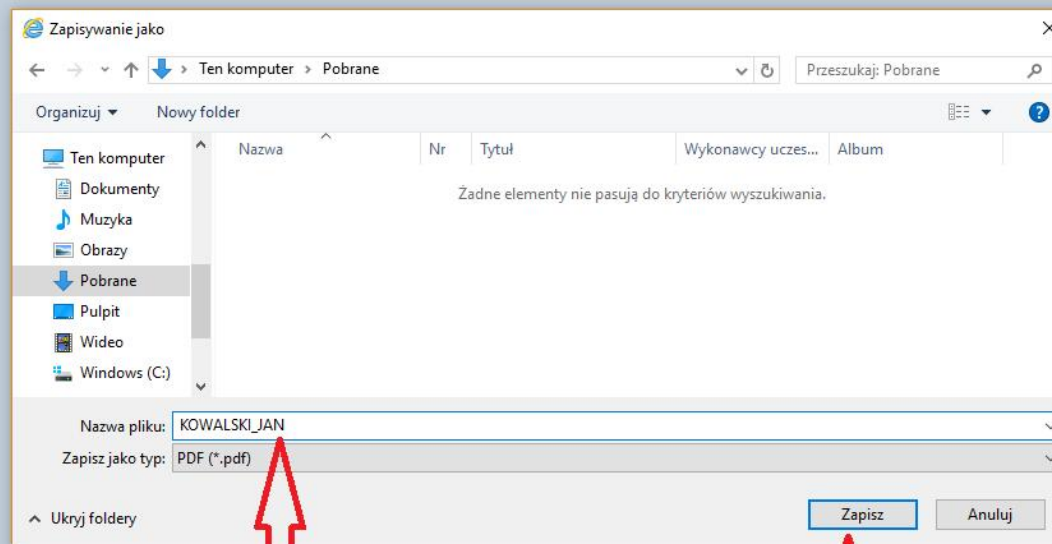 Zapisywanie jako
Ten komputer > Pobrane
Przeszukaj: Pobrane
Organizuj
Nowy folder
?
Nazwa Nr Tytuł Wykonawcy uczes... Album
Żadne elementy nie pasują do kryteriów wyszukiwania.
Ten komputer
Dokumenty
Muzyka
Obrazy
Pobrane
Pulpit
Wideo
Windows (C:)
Nazwa pliku: KOWALSKI_JAN
Zapisz jako typ: PDF (*.pdf)
Ukryj foldery
Zapisz
Anuluj